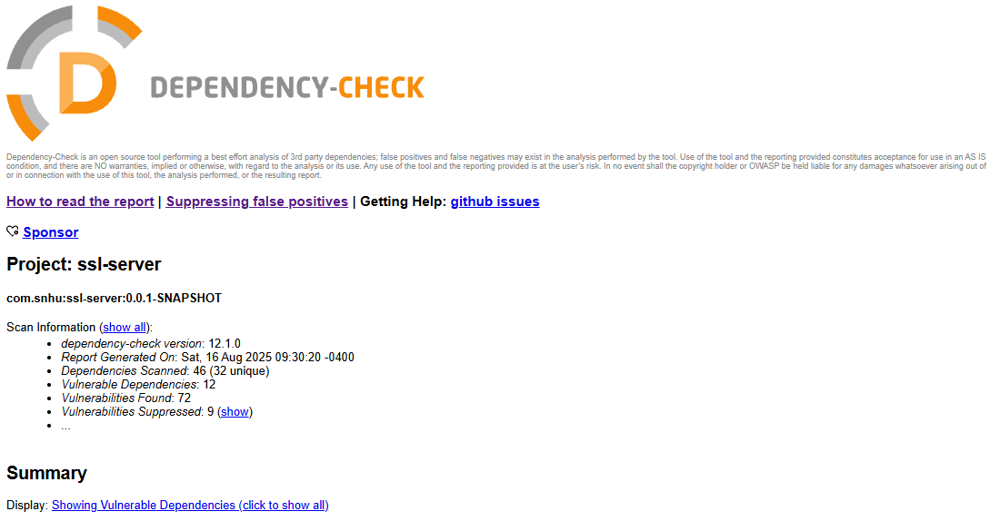 D
DEPENDENCY-CHECK
Dependency-Check is an open source tool performing a best effort analysis of 3rd party dependencies; false positives and false negatives may exist in the analysis performed by the tool. Use of the tool and the reporting provided constitutes acceptance for use in an AS IS
condition, and there are NO warranties, implied or otherwise, with regard to the analysis or its use. Any use of the tool and the reporting provided is at the user's risk. In no event shall the copyright holder or OWASP be held liable for any damages whatsoever arising out of
or in connection with the use of this tool, the analysis performed, or the resulting report.
How to read the report | Suppressing false positives | Getting Help: github issues
Sponsor
Project: ssl-server
com.snhu:ssl-server:0.0.1-SNAPSHOT
Scan Information (show all):
• dependency-check version: 12.1.0
• Report Generated On: Sat, 16 Aug 2025 09:30:20 -0400
• Dependencies Scanned: 46 (32 unique)
• Vulnerable Dependencies: 12
• Vulnerabilities Found: 72
• Vulnerabilities Suppressed: 9 (show)
• ...
Summary
Display: Showing Vulnerable Dependencies (click to show all)